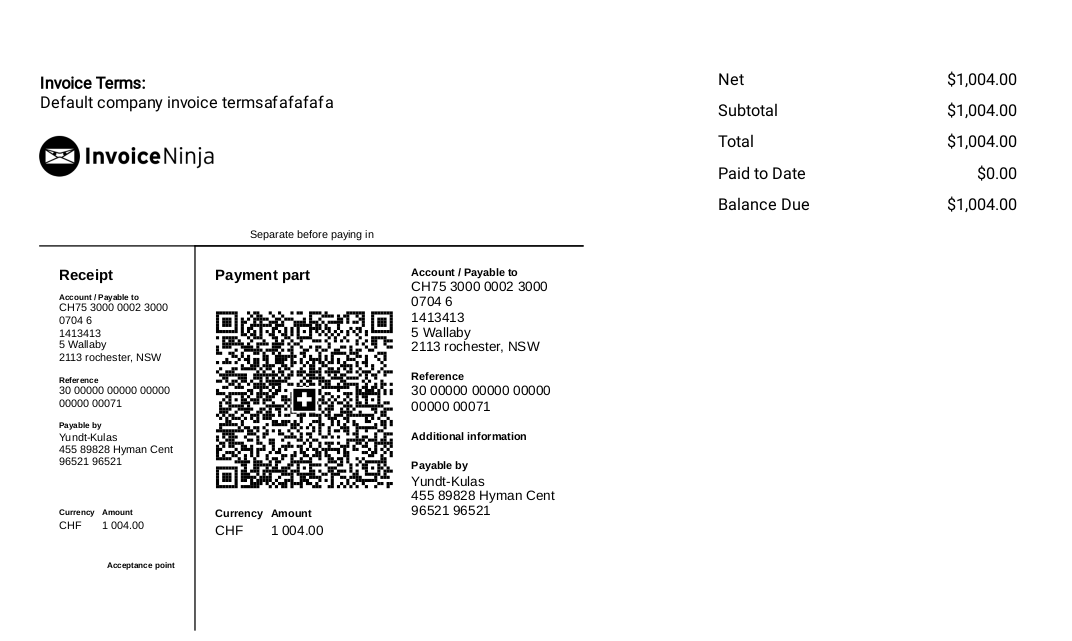 Invoice Terms:
Default company invoice termsafafafafa
InvoiceNinja
Net $1,004.00
Subtotal $1,004.00
Total $1,004.00
Paid to Date $0.00
Balance Due $1,004.00
Separate before paying in
Receipt
Account / Payable to
CH75 3000 0002 3000
0704 6
1413413
5 Wallaby
2113 rochester, NSW
Reference
30 00000 00000 00000
00000 00071
Payable by
Yundt-Kulas
455 89828 Hyman Cent
96521 96521
Currency Amount
CHF 1 004.00
Acceptance point
Payment part
Currency Amount
CHF 1 004.00
Account / Payable to
CH75 3000 0002 3000
0704 6
1413413
5 Wallaby
2113 rochester, NSW
Reference
30 00000 00000 00000
00000 00071
Additional information
Payable by
Yundt-Kulas
455 89828 Hyman Cent
96521 96521